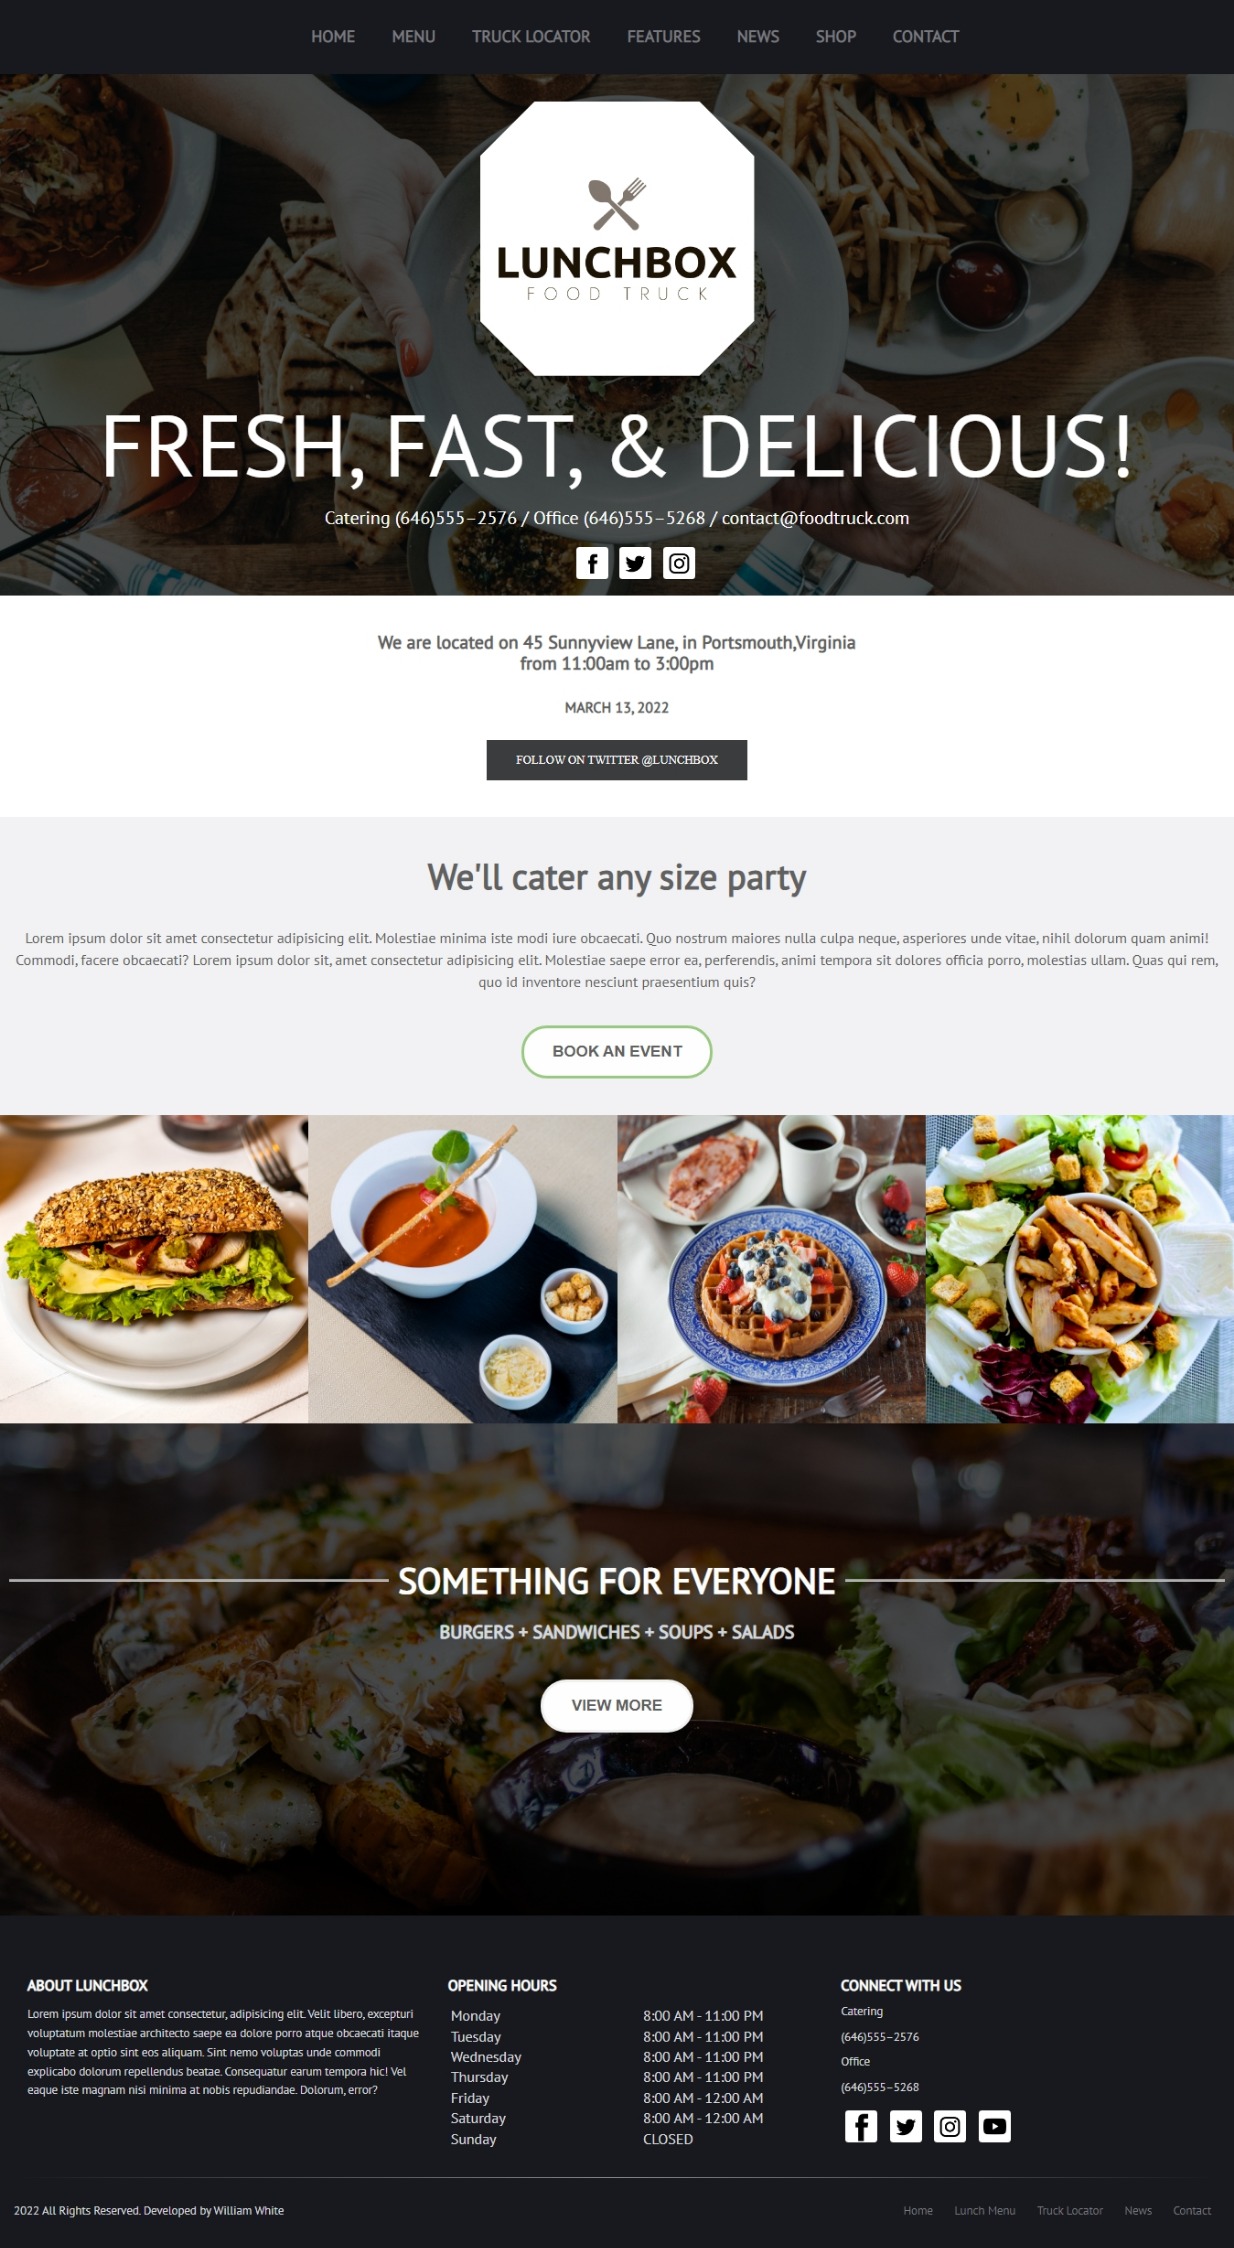 HOME MENU TRUCK LOCATOR FEATURES NEWS SHOP CONTACT
LUNCHBOX
FOOD TRUCK
FRESH, FAST, & DELICIOUS!
Catering (646)555–2576 / Office (646)555–5268 / contact@foodtruck.com
We are located on 45 Sunnyview Lane, in Portsmouth,Virginia
from 11:00am to 3:00pm
MARCH 13, 2022
FOLLOW ON TWITTER @LUNCHBOX
We'll cater any size party
Lorem ipsum dolor sit amet consectetur adipisicing elit. Molestiae minima iste modi iure obcaecati. Quo nostrum maiores nulla culpa neque, asperiores unde vitae, nihil dolorum quam animi!
Commodi, facere obcaecati? Lorem ipsum dolor sit, amet consectetur adipisicing elit. Molestiae saepe error ea, perferendis, animi tempora sit dolores officia porro, molestias ullam. Quas qui rem,
quo id inventore nesciunt praesentium quis?
BOOK AN EVENT
SOMETHING FOR EVERYONE
BURGERS + SANDWICHES + SOUPS + SALADS
VIEW MORE
ABOUT LUNCHBOX
Lorem ipsum dolor sit amet consectetur, adipisicing elit. Velit libero, excepturi
voluptatum molestiae architecto saepe ea dolore porro atque obcaecati itaque
voluptate at optio sint eos aliquam. Sint nemo voluptas unde commodi
explicabo dolorum repellendus beatae. Consequatur earum tempora hic! Vel
eaque iste magnam nisi minima at nobis repudiandae. Dolorum, error?
OPENING HOURS
Monday 8:00 AM - 11:00 PM
Tuesday 8:00 AM - 11:00 PM
Wednesday 8:00 AM - 11:00 PM
Thursday 8:00 AM - 11:00 PM
Friday 8:00 AM - 12:00 AM
Saturday 8:00 AM - 12:00 AM
Sunday CLOSED
CONNECT WITH US
Catering
(646)555–2576
Office
(646)555–5268
2022 All Rights Reserved. Developed by William White
Home Lunch Menu Truck Locator News Contact